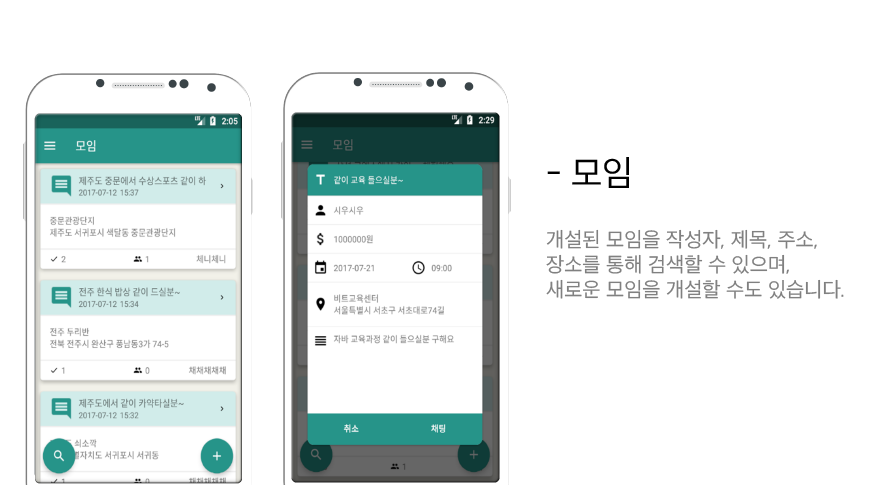 2:05
모임
제주도 중문에서 수상스포츠 같이 하
2017-07-12 15:37
중문관광단지
제주도 서귀포시 색달동 중문관광단지
2
1
제니제니
전주 한식 밥상 같이 드실분~
2017-07-12 15:34
전주 두리반
전북 전주시 완산구 풍남동3가 74-5
1
0
채채채채채
제주도에서 같이 카약타실분~
2017-07-12 15:32
쇠소깍
별자치도 서귀포시 서귀동
1
0
채채채채채
2:29
모임
같이 교육 들으실분~
시우시우
1000000원
2017-07-21
09:00
비트교육센터
서울특별시 서초구 서초대로74길
자바 교육과정 같이 들으실분 구해요
취소
채팅
1
- 모임
개설된 모임을 작성자, 제목, 주소,
장소를 통해 검색할 수 있으며,
새로운 모임을 개설할 수도 있습니다.